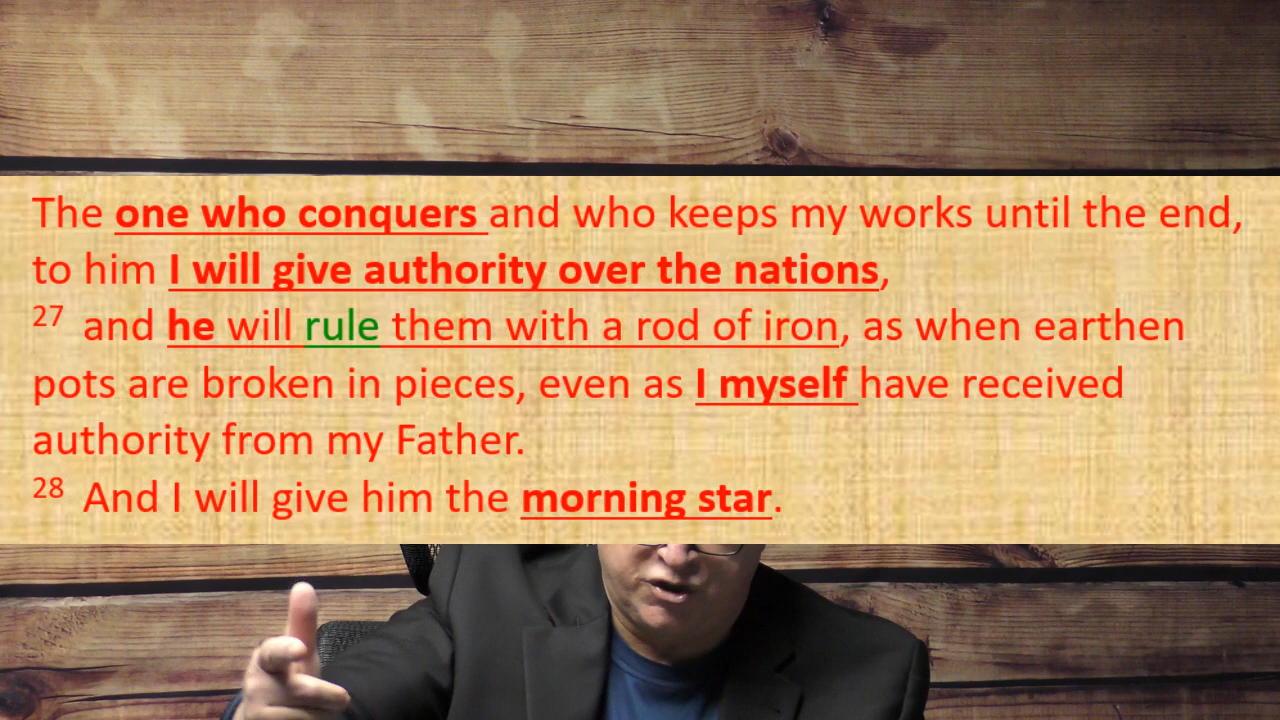 The one who conquers and who keeps my works until the end,
to him I will give authority over the nations,
27 and he will rule them with a rod of iron, as when earthen
pots are broken in pieces, even as I myself have received
authority from my Father.
28 And I will give him the morning star.